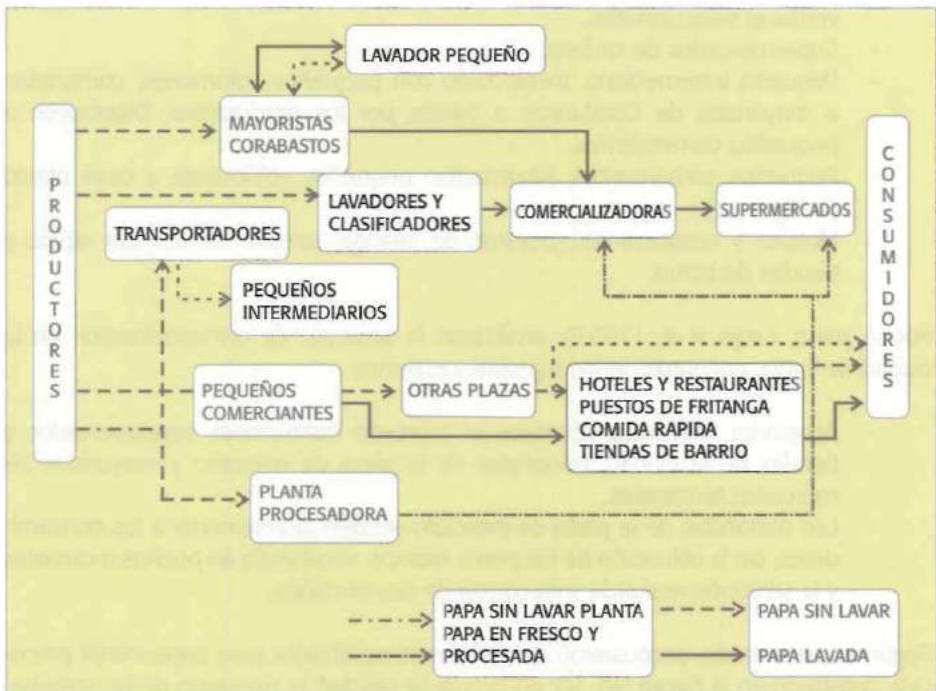 LAVADOR PEQUEÑO
MAYORISTAS
CORABASTOS
PRODUCTORES
LAVADORES Y
CLASIFICADORES
COMERCIALIZADORAS
SUPERMERCADOS
CONSUMIDORES
TRANSPORTADORES
PEQUEÑOS
INTERMEDIARIOS
PEQUEÑOS
COMERCIANTES
OTRAS PLAZAS
HOTELES Y RESTAURANTES
PUESTOS DE FRITANGA
COMIDA RAPIDA
TIENDAS DE BARRIO
PLANTA
PROCESADORA
PAPA SIN LAVAR PLANTA
PAPA EN FRESCO Y
PROCESADA
PAPA SIN LAVAR
PAPA LAVADA